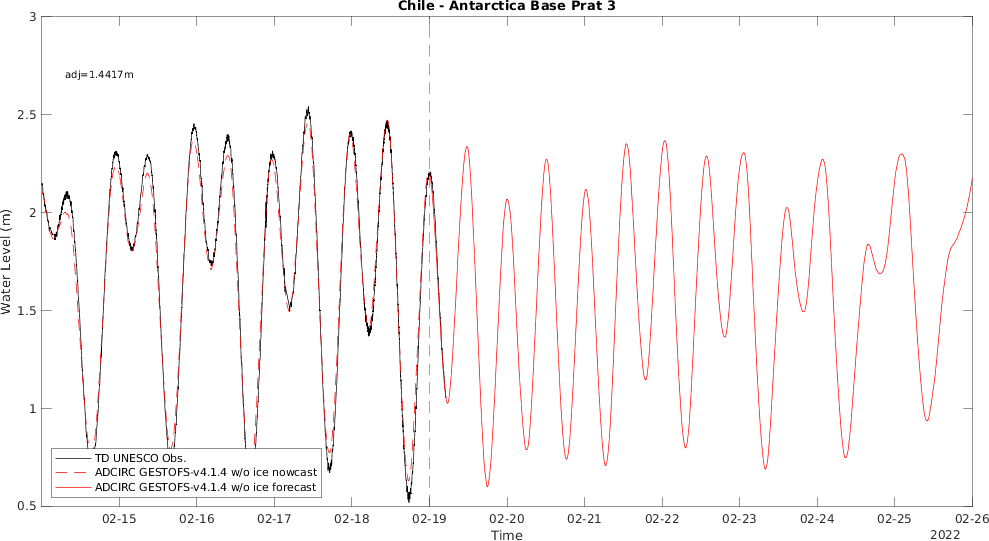 Chile - Antarctica Base Prat 3
adj=1.4417m
3
2.5
2
1.5
1
0.5
Water Level (m)
TD UNESCO Obs.
ADCIRC GESTOFS-v4.1.4 w/o ice nowcast
ADCIRC GESTOFS-v4.1.4 w/o ice forecast
02-15 02-16 02-17 02-18 02-19 02-20 02-21 02-22 02-23 02-24 02-25 02-26
Time
2022